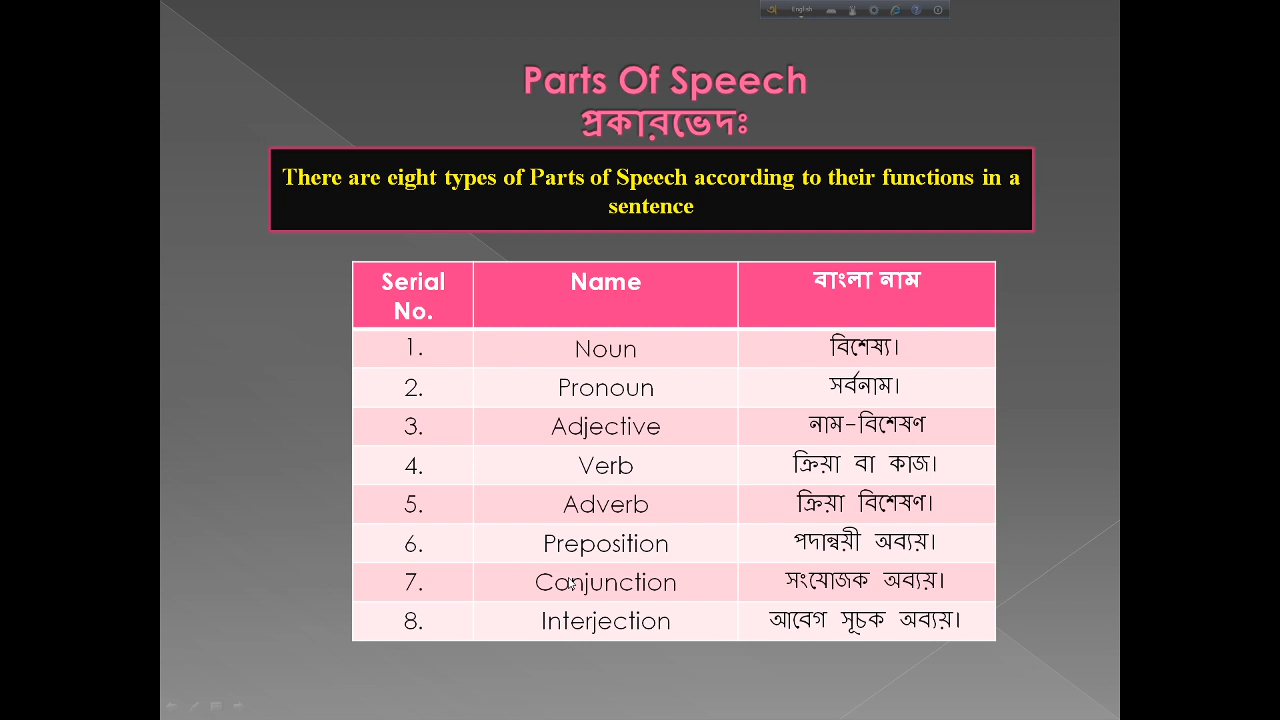 English
Parts Of Speech
প্রকারভেদঃ
There are eight types of Parts of Speech according to their functions in a
sentence
Serial No. Name বাংলা নাম
1. Noun বিশেষ্য।
2. Pronoun সর্বনাম।
3. Adjective নাম-বিশেষণ
4. Verb ক্রিয়া বা কাজ।
5. Adverb ক্রিয়া বিশেষণ।
6. Preposition পদান্বয়ী অব্যয়।
7. Conjunction সংযোজক অব্যয়।
8. Interjection আবেগ সূচক অব্যয়।